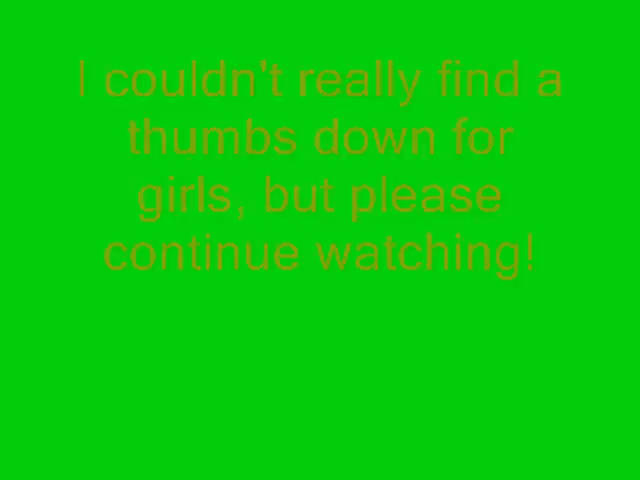 I couldn't really find a
thumbs down for
girls, but please
continue watching!